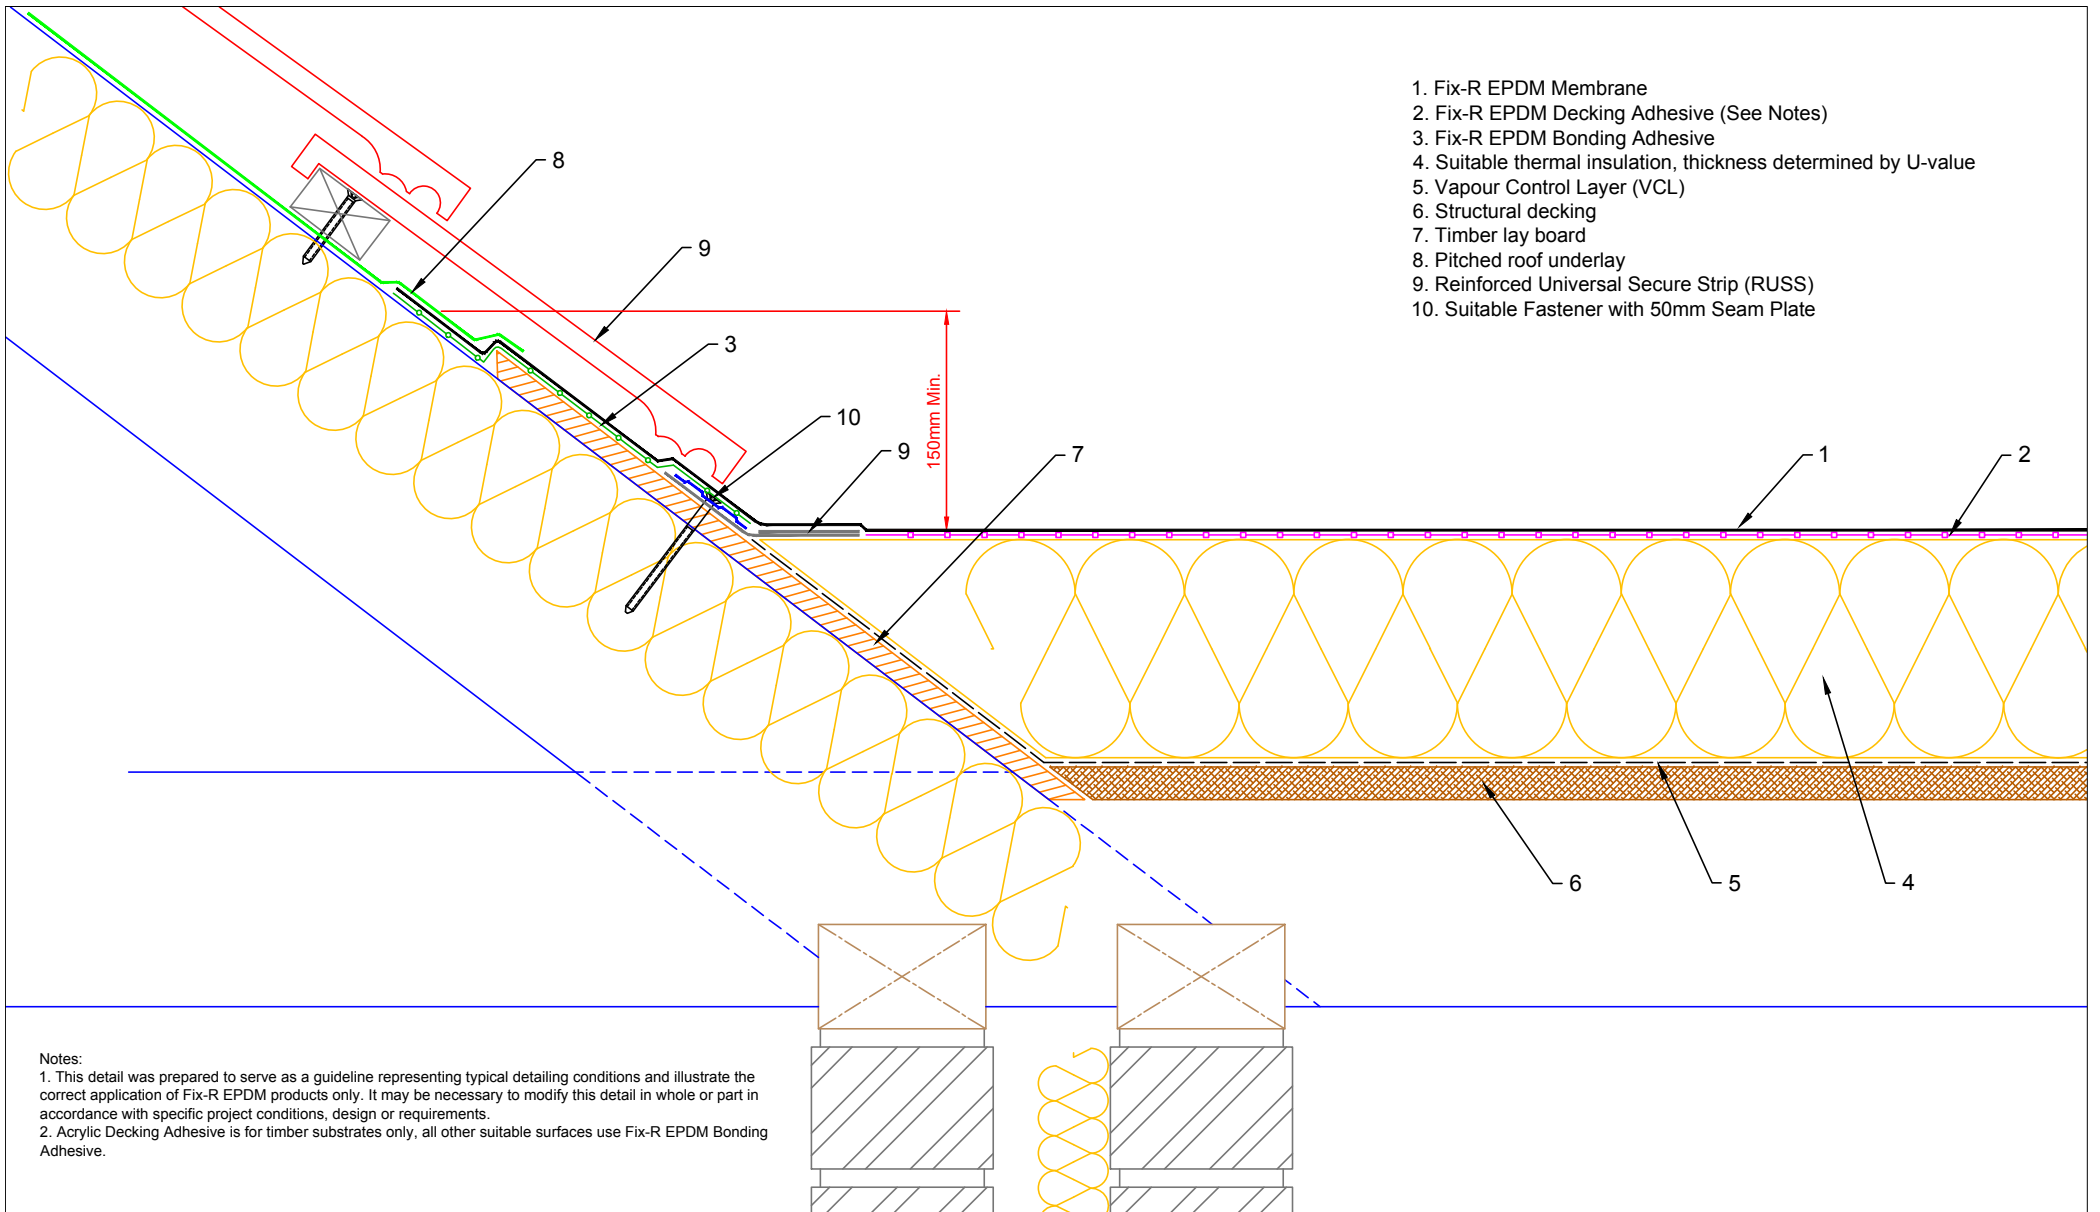 1. Fix-R EPDM Membrane
2. Fix-R EPDM Decking Adhesive (See Notes)
3. Fix-R EPDM Bonding Adhesive
4. Suitable thermal insulation, thickness determined by U-value
5. Vapour Control Layer (VCL)
6. Structural decking
7. Timber lay board
8. Pitched roof underlay
9. Reinforced Universal Secure Strip (RUSS)
10. Suitable Fastener with 50mm Seam Plate
8
9
3
10
9
150mm Min.
7
1
2
6
5
4
Notes:
1. This detail was prepared to serve as a guideline representing typical detailing conditions and illustrate the
correct application of Fix-R EPDM products only. It may be necessary to modify this detail in whole or part in
accordance with specific project conditions, design or requirements.
2. Acrylic Decking Adhesive is for timber substrates only, all other suitable surfaces use Fix-R EPDM Bonding
Adhesive.